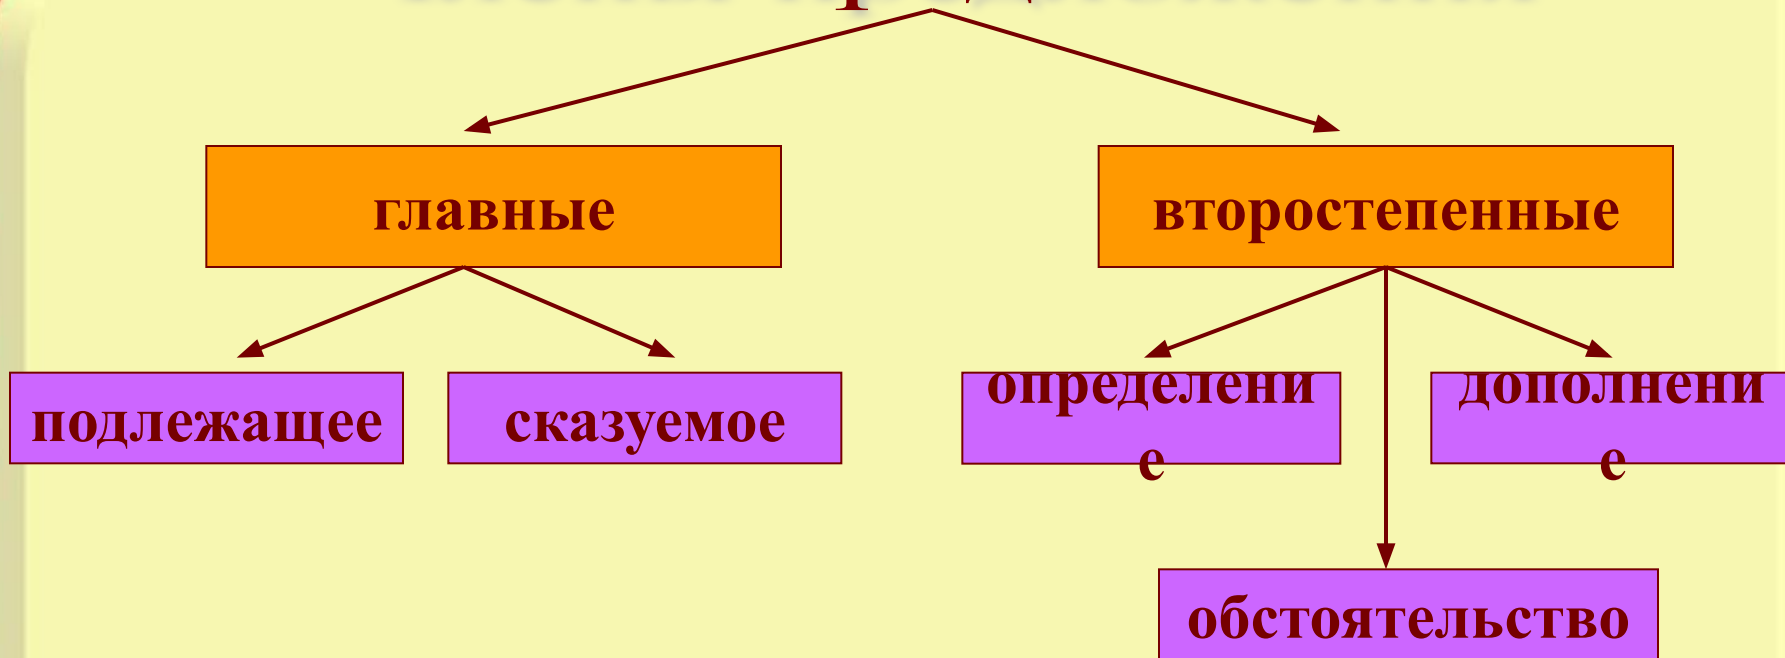 главные
второстепенные
подлежащее
сказуемое
определени
е
дополнени
е
обстоятельство